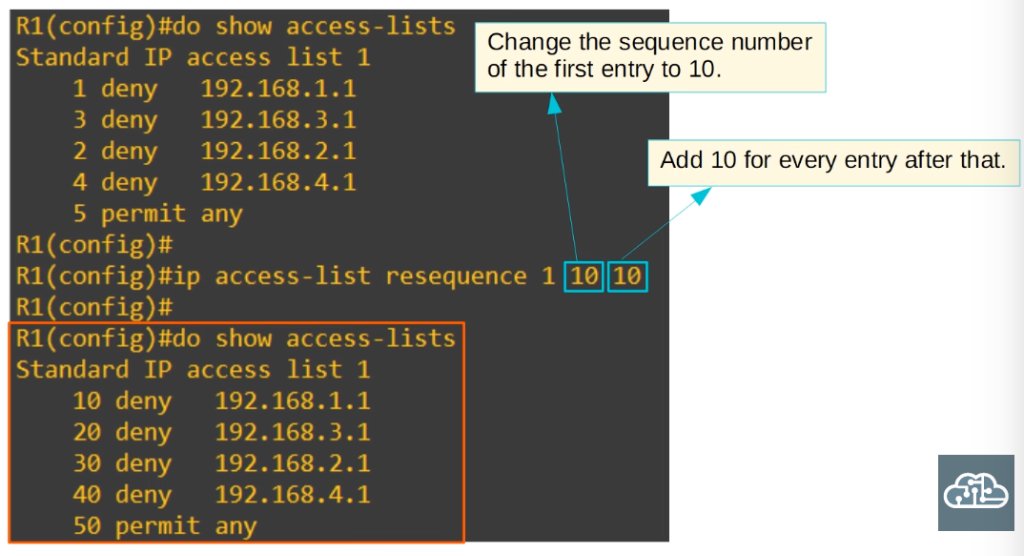 R1(config)#do show access-lists
Standard IP access list 1
1 deny 192.168.1.1
3 deny 192.168.3.1
2 deny 192.168.2.1
4 deny 192.168.4.1
5 permit any
R1(config)#
R1(config)#ip access-list resequence 1 10 10
R1(config)#
R1(config)#do show access-lists
Standard IP access list 1
10 deny 192.168.1.1
20 deny 192.168.3.1
30 deny 192.168.2.1
40 deny 192.168.4.1
50 permit any
Change the sequence number
of the first entry to 10.
Add 10 for every entry after that.